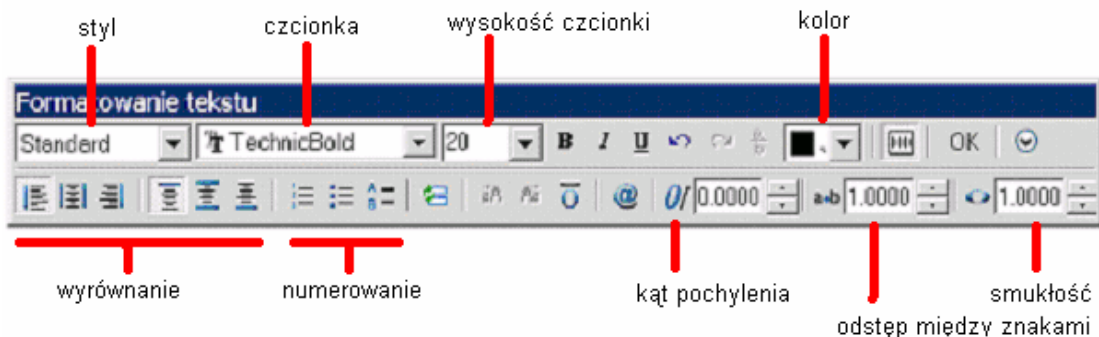 styl czcionka wysokość czcionki kolor
Formatowanie tekstu
Standard TechnicBold 20 B I U OK
@ 0/ 0.0000 a•b 1.0000 1.0000
wyrównanie numerowanie kąt pochylenia smukłość
odstęp między znakami